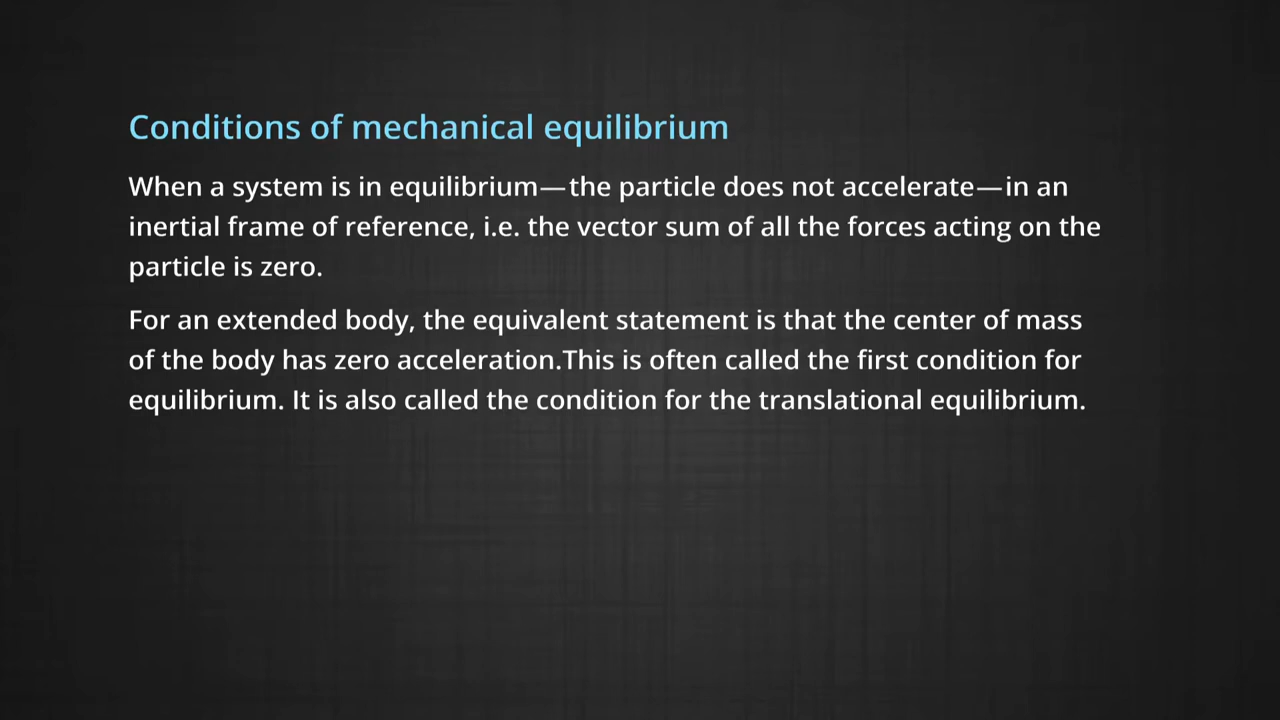 Conditions of mechanical equilibrium
When a system is in equilibrium—the particle does not accelerate—in an
inertial frame of reference, i.e. the vector sum of all the forces acting on the
particle is zero.
For an extended body, the equivalent statement is that the center of mass
of the body has zero acceleration.This is often called the first condition for
equilibrium. It is also called the condition for the translational equilibrium.